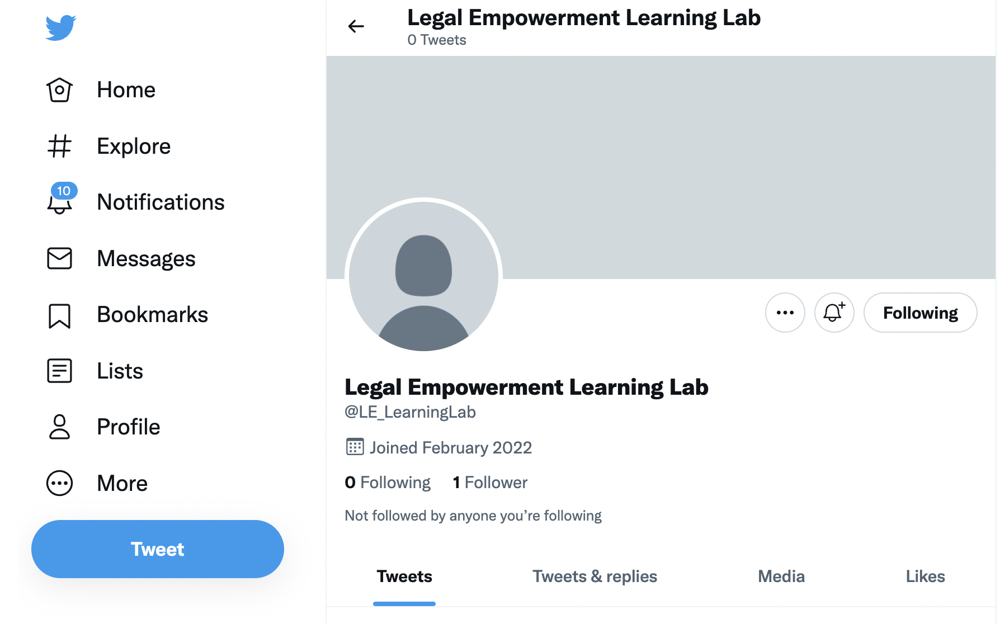 Home
Explore
10
Notifications
Messages
Bookmarks
Lists
Profile
More
Tweet
Legal Empowerment Learning Lab
0 Tweets
Following
Legal Empowerment Learning Lab
@LE_LearningLab
Joined February 2022
0 Following 1 Follower
Not followed by anyone you’re following
Tweets Tweets & replies Media Likes